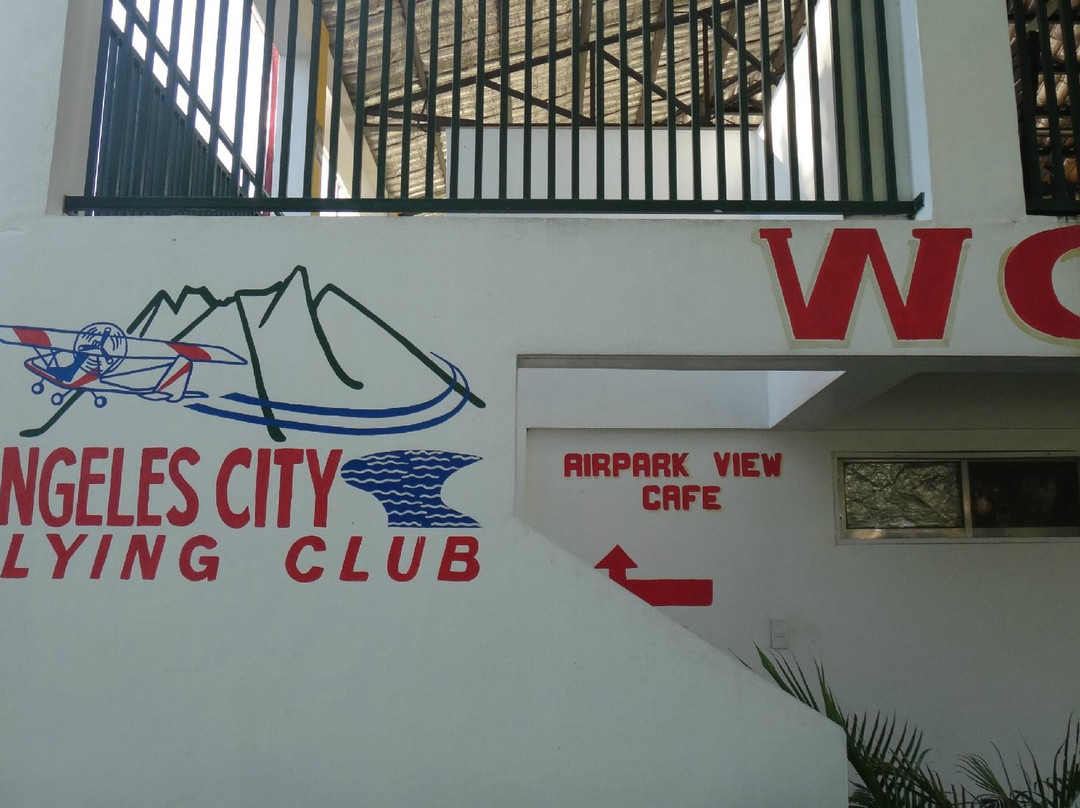 WO
NGELES CITY
LYING CLUB
AIRPARK VIEW
CAFE